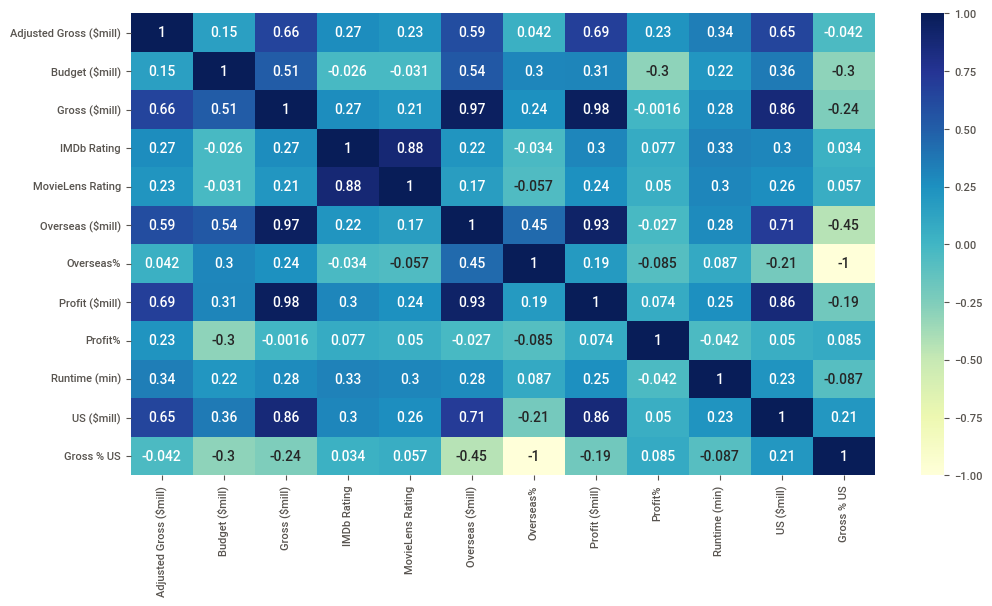 Adjusted Gross ($mill) 1 0.15 0.66 0.27 0.23 0.59 0.042 0.69 0.23 0.34 0.65 -0.042
Budget ($mill) 0.15 1 0.51 -0.026 -0.031 0.54 0.3 0.31 -0.3 0.22 0.36 -0.3
Gross ($mill) 0.66 0.51 1 0.27 0.21 0.97 0.24 0.98 -0.0016 0.28 0.86 -0.24
IMDb Rating 0.27 -0.026 0.27 1 0.88 0.22 -0.034 0.3 0.077 0.33 0.3 0.034
MovieLens Rating 0.23 -0.031 0.21 0.88 1 0.17 -0.057 0.24 0.05 0.3 0.26 0.057
Overseas ($mill) 0.59 0.54 0.97 0.22 0.17 1 0.45 0.93 -0.027 0.28 0.71 -0.45
Overseas% 0.042 0.3 0.24 -0.034 -0.057 0.45 1 0.19 -0.085 0.087 -0.21 -1
Profit ($mill) 0.69 0.31 0.98 0.3 0.24 0.93 0.19 1 0.074 0.25 0.86 -0.19
Profit% 0.23 -0.3 -0.0016 0.077 0.05 -0.027 -0.085 0.074 1 -0.042 0.05 0.085
Runtime (min) 0.34 0.22 0.28 0.33 0.3 0.28 0.087 0.25 -0.042 1 0.23 -0.087
US ($mill) 0.65 0.36 0.86 0.3 0.26 0.71 -0.21 0.86 0.05 0.23 1 0.21
Gross % US -0.042 -0.3 -0.24 0.034 0.057 -0.45 -1 -0.19 0.085 -0.087 0.21 1
Adjusted Gross ($mill)
Budget ($mill)
Gross ($mill)
IMDb Rating
MovieLens Rating
Overseas ($mill)
Overseas%
Profit ($mill)
Profit%
Runtime (min)
US ($mill)
Gross % US
1.00
0.75
0.50
0.25
0.00
−0.25
−0.50
−0.75
−1.00